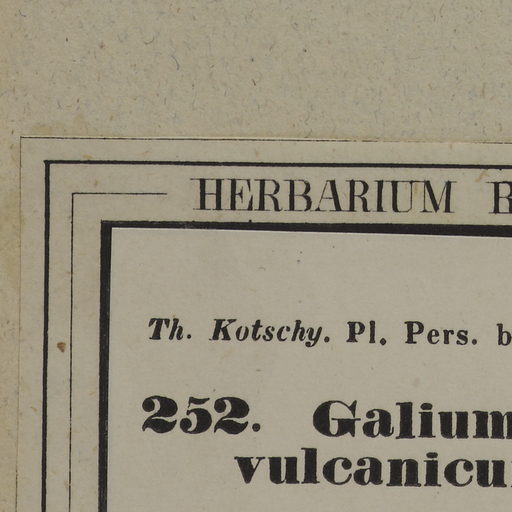 HERBARIUM
Th. Kotschy. Pl. Pers. b
252. Galium
vulcanicu